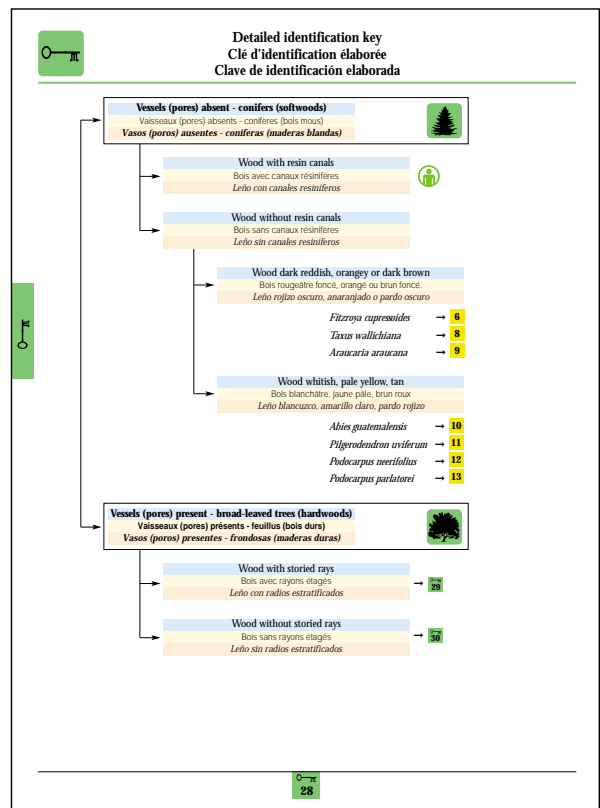 Detailed identification key
Clé d'identification élaborée
Clave de identificación elaborada
Vessels (pores) absent - conifers (softwoods)
Vaisseaux (pores) absents - conifères (bois mous)
Vasos (poros) ausentes - coníferas (maderas blandas)
Wood with resin canals
Bois avec canaux résinifères
Leño con canales resiníferos
Wood without resin canals
Bois sans canaux résinifères
Leño sin canales resiníferos
Wood dark reddish, orangey or dark brown
Bois rougeâtre foncé, orangé ou brun foncé.
Leño rojizo oscuro, anaranjado o pardo oscuro
Fitzroya cupressoides → 6
Taxus wallichiana → 8
Araucaria araucana → 9
Wood whitish, pale yellow, tan
Bois blanchâtre, jaune pâle, brun roux
Leño blancuzco, amarillo claro, pardo rojizo
Abies guatemalensis → 10
Pilgerodendron uviferum → 11
Podocarpus neerifolius → 12
Podocarpus parlatorei → 13
Vessels (pores) present - broad-leaved trees (hardwoods)
Vaisseaux (pores) présents - feuillus (bois durs)
Vasos (poros) presentes - frondosas (maderas duras)
Wood with storied rays
Bois avec rayons étagés → 29
Leño con radios estratificados
Wood without storied rays
Bois sans rayons étagés → 30
Leño sin radios estratificados
28